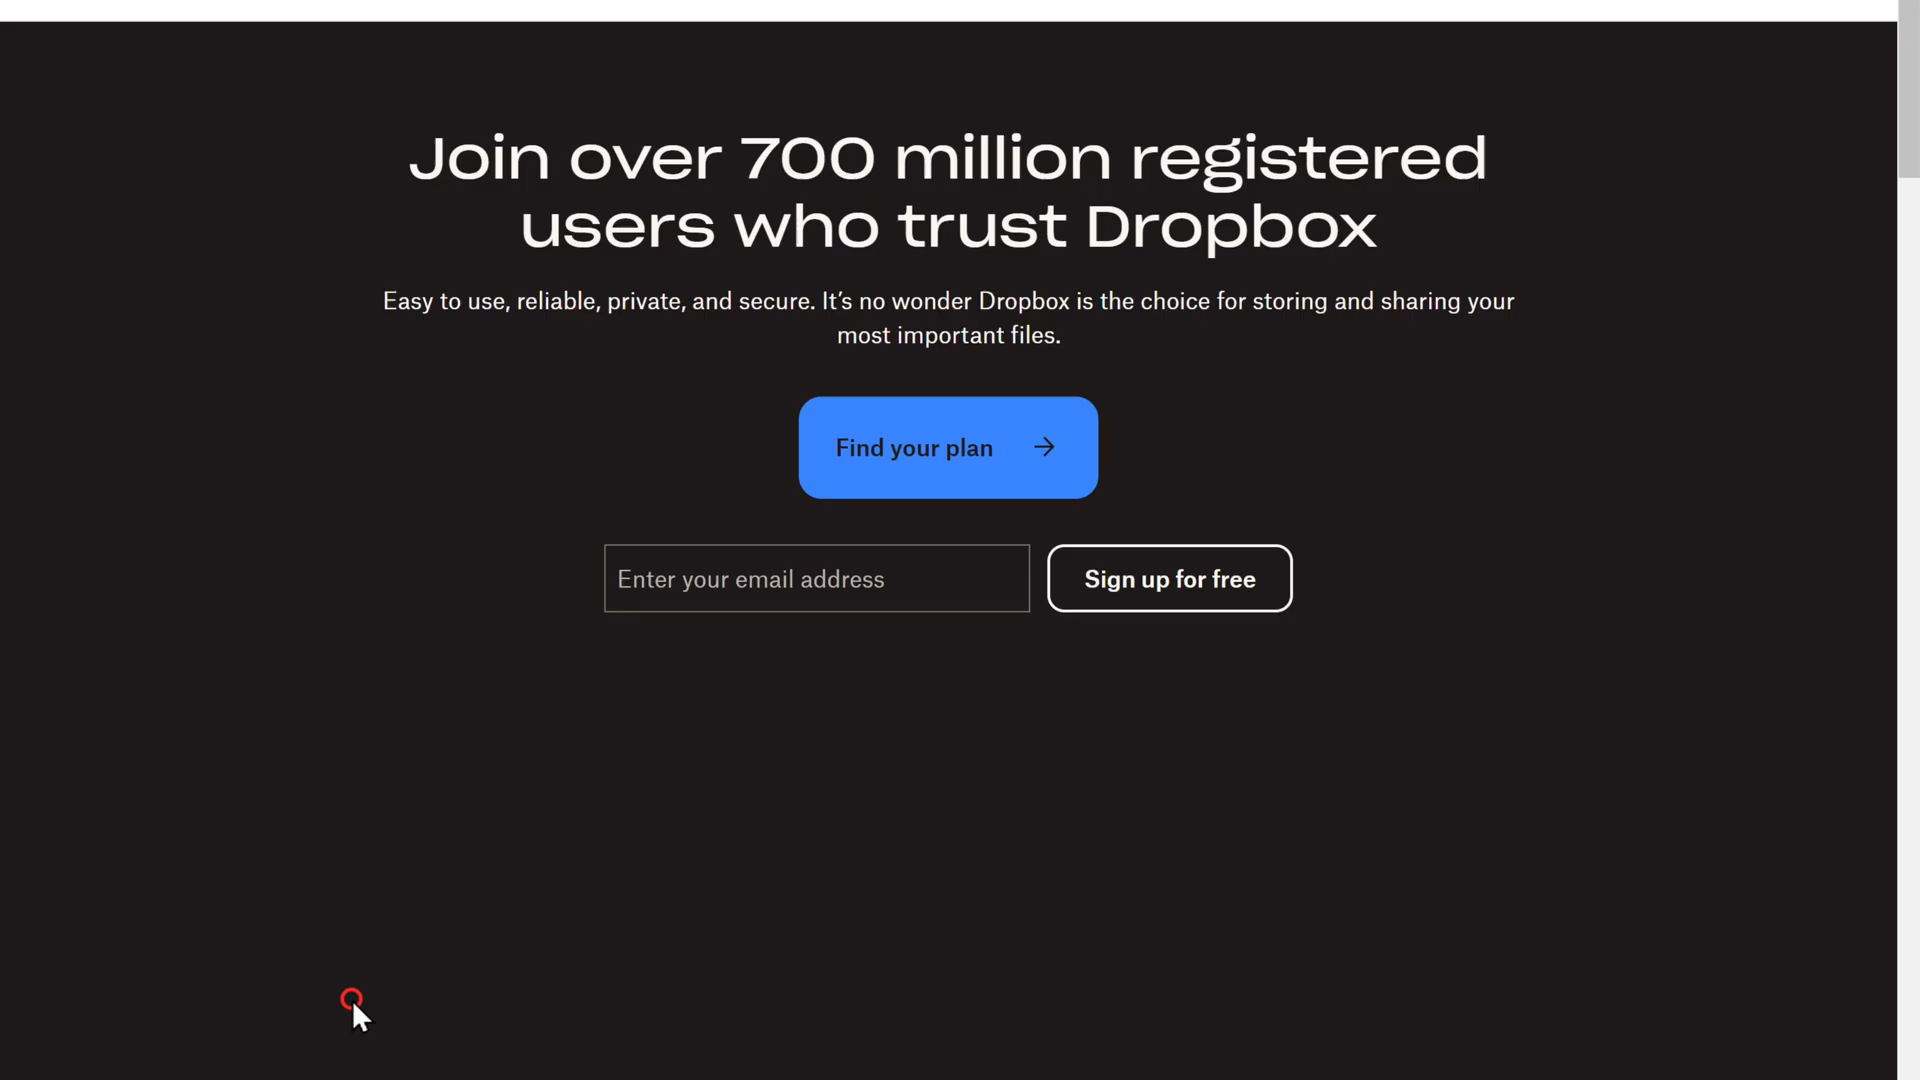 Join over 700 million registered
users who trust Dropbox
Easy to use, reliable, private, and secure. It’s no wonder Dropbox is the choice for storing and sharing your
most important files.
Find your plan
Enter your email address
Sign up for free